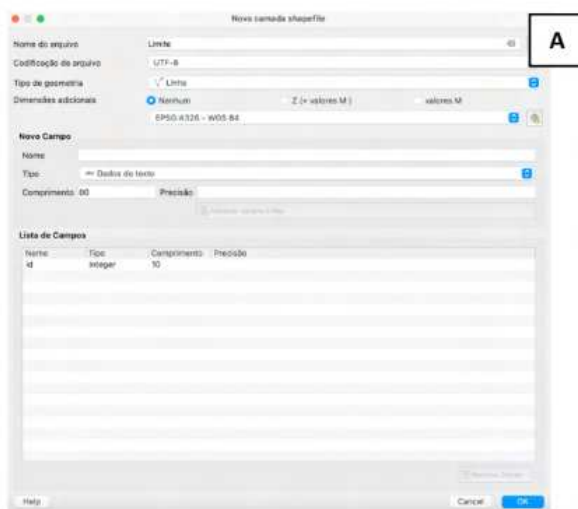 Nova camada shapefile
A
Nome do arquivo Limite
Codificação do arquivo UTF-8
Tipo de geometria Linha
Dimensões adicionais Nenhum Z (+ valores M ) valores M
EPSG:4326 - WGS 84
Novo Campo
Nome
Tipo abc Dados de texto
Comprimento 80 Precisão
Lista de Campos
Nome Tipo Comprimento Precisão
id Integer 10
Help Cancel OK